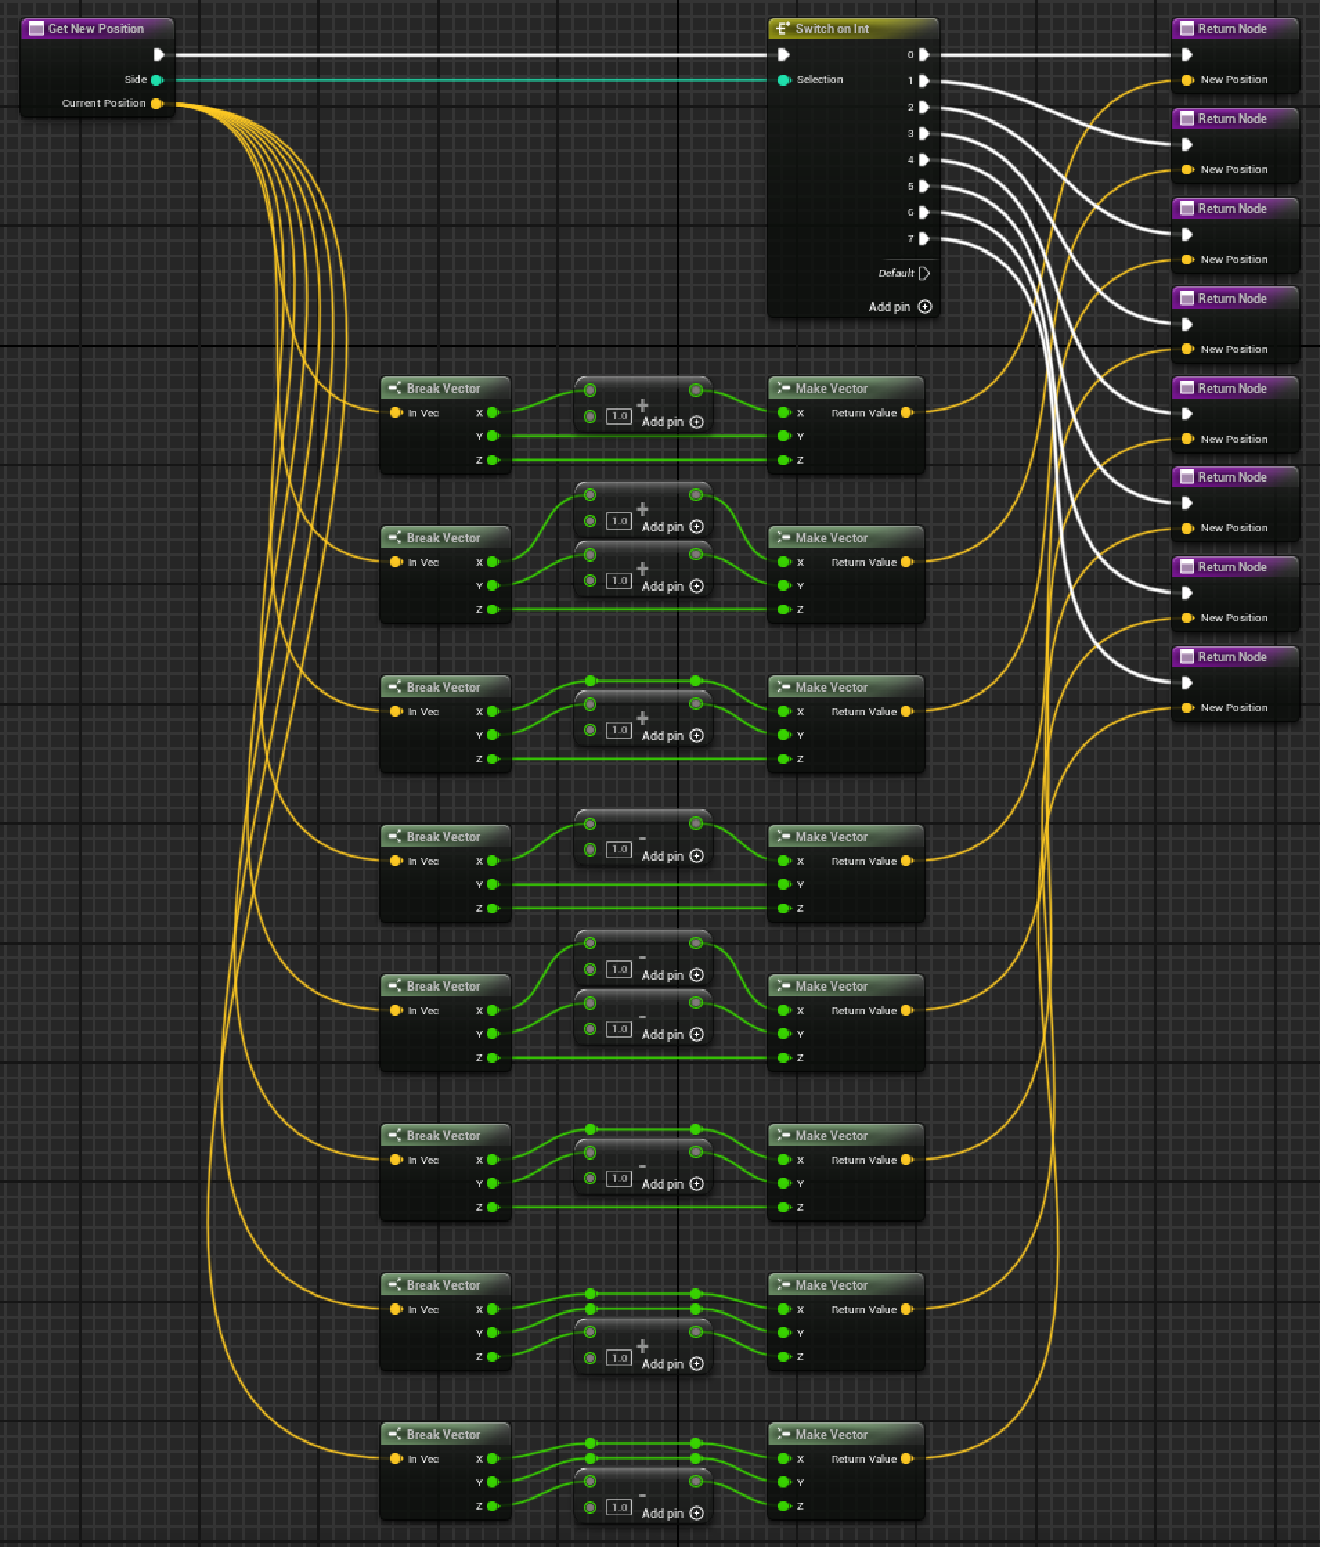 Get New Position
Side
Current Position
Switch on Int
Selection
0
1
2
3
4
5
6
7
Default
Add pin
Return Node
New Position
Return Node
New Position
Return Node
New Position
Return Node
New Position
Return Node
New Position
Return Node
New Position
Return Node
New Position
Return Node
New Position
Break Vector
In Vec X
Y
Z
+
1.0 Add pin
Make Vector
X Return Value
Y
Z
Break Vector
In Vec X
Y
Z
+
1.0 Add pin
+
1.0 Add pin
Make Vector
X Return Value
Y
Z
Break Vector
In Vec X
Y
Z
+
1.0 Add pin
Make Vector
X Return Value
Y
Z
Break Vector
In Vec X
Y
Z
-
1.0 Add pin
Make Vector
X Return Value
Y
Z
Break Vector
In Vec X
Y
Z
-
1.0 Add pin
-
1.0 Add pin
Make Vector
X Return Value
Y
Z
Break Vector
In Vec X
Y
Z
-
1.0 Add pin
Make Vector
X Return Value
Y
Z
Break Vector
In Vec X
Y
Z
+
1.0 Add pin
Make Vector
X Return Value
Y
Z
Break Vector
In Vec X
Y
Z
-
1.0 Add pin
Make Vector
X Return Value
Y
Z